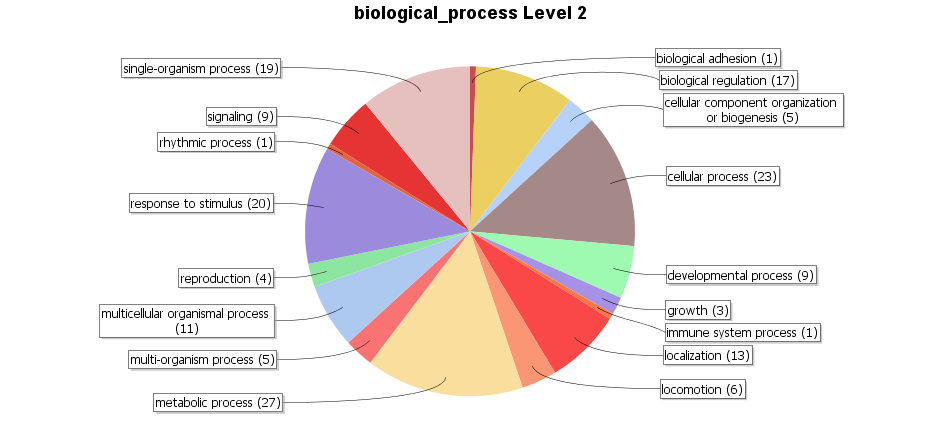 biological_process Level 2
single-organism process (19)
signaling (9)
rhythmic process (1)
response to stimulus (20)
reproduction (4)
multicellular organismal process
(11)
multi-organism process (5)
metabolic process (27)
biological adhesion (1)
biological regulation (17)
cellular component organization
or biogenesis (5)
cellular process (23)
developmental process (9)
growth (3)
immune system process (1)
localization (13)
locomotion (6)